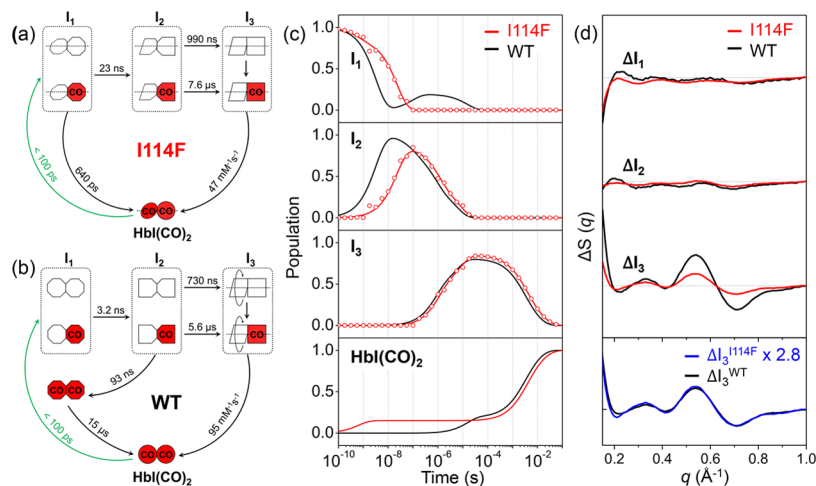 (a)
I₁
I₂
I₃
990 ns
23 ns
CO
CO
7.6 μs
CO
I114F
< 100 ps
640 ps
47 mM⁻¹s⁻¹
CO CO
HbI(CO)₂
(b)
I₁
I₂
I₃
730 ns
3.2 ns
CO
CO
5.6 μs
CO
93 ns
CO CO
WT
< 100 ps
15 μs
95 mM⁻¹s⁻¹
CO CO
HbI(CO)₂
(c)
I114F
WT
1.0
I₁
0.5
0.0
1.0
I₂
0.5
0.0
Population
1.0
I₃
0.5
0.0
HbI(CO)₂
1.0
0.5
0.0
10⁻¹⁰ 10⁻⁸ 10⁻⁶ 10⁻⁴ 10⁻²
Time (s)
(d)
I114F
WT
ΔI₁
ΔI₂
ΔI₃
ΔS (q)
ΔI₃ᴵ¹¹⁴ᶠ x 2.8
ΔI₃ᵂᵀ
0.2 0.4 0.6 0.8 1.0
q (Å⁻¹)